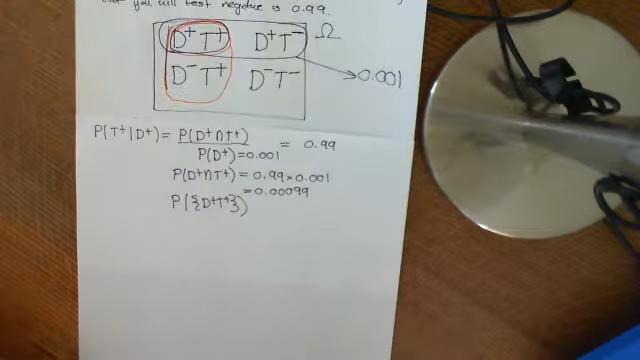 that you will test negative is 0.99.
D⁺T⁺ D⁺T⁻ Ω
D⁻T⁺ D⁻T⁻ 0.001
P(T⁺|D⁺) = P(D⁺∩T⁺) / P(D⁺)=0.001 = 0.99
P(D⁺∩T⁺) = 0.99×0.001
= 0.00099
P({D⁺T⁺})